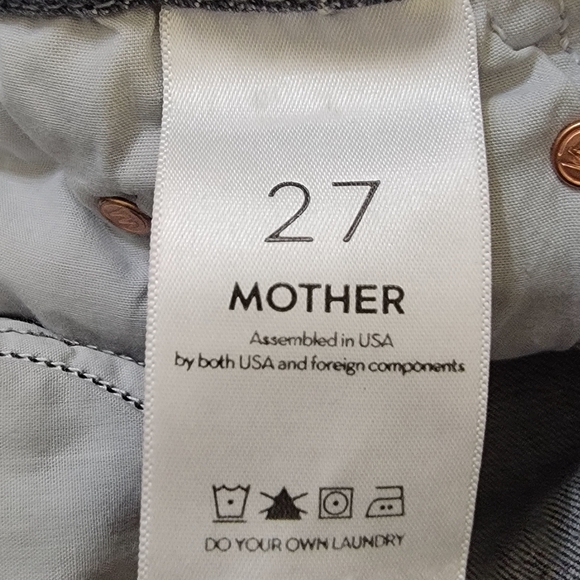 27
MOTHER
Assembled in USA
by both USA and foreign components
DO YOUR OWN LAUNDRY